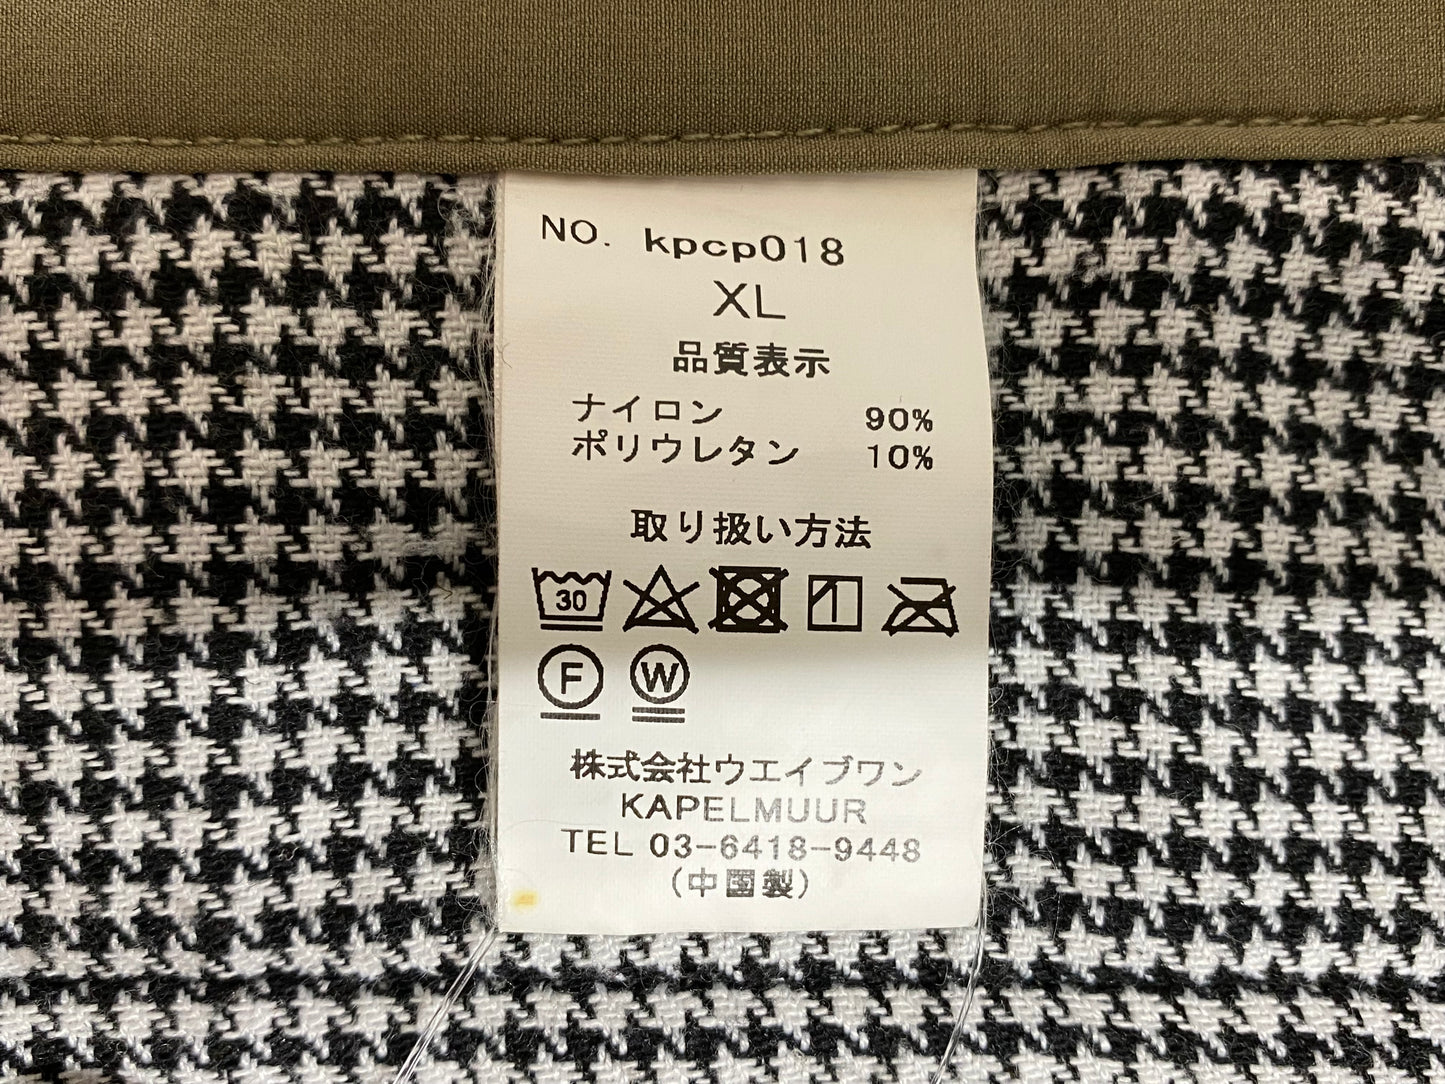 NO. kpcp018
XL
品質表示
ナイロン 90%
ポリウレタン 10%
取り扱い方法
30
F W
株式会社ウエイブワン
KAPELMUUR
TEL 03-6418-9448
(中国製)